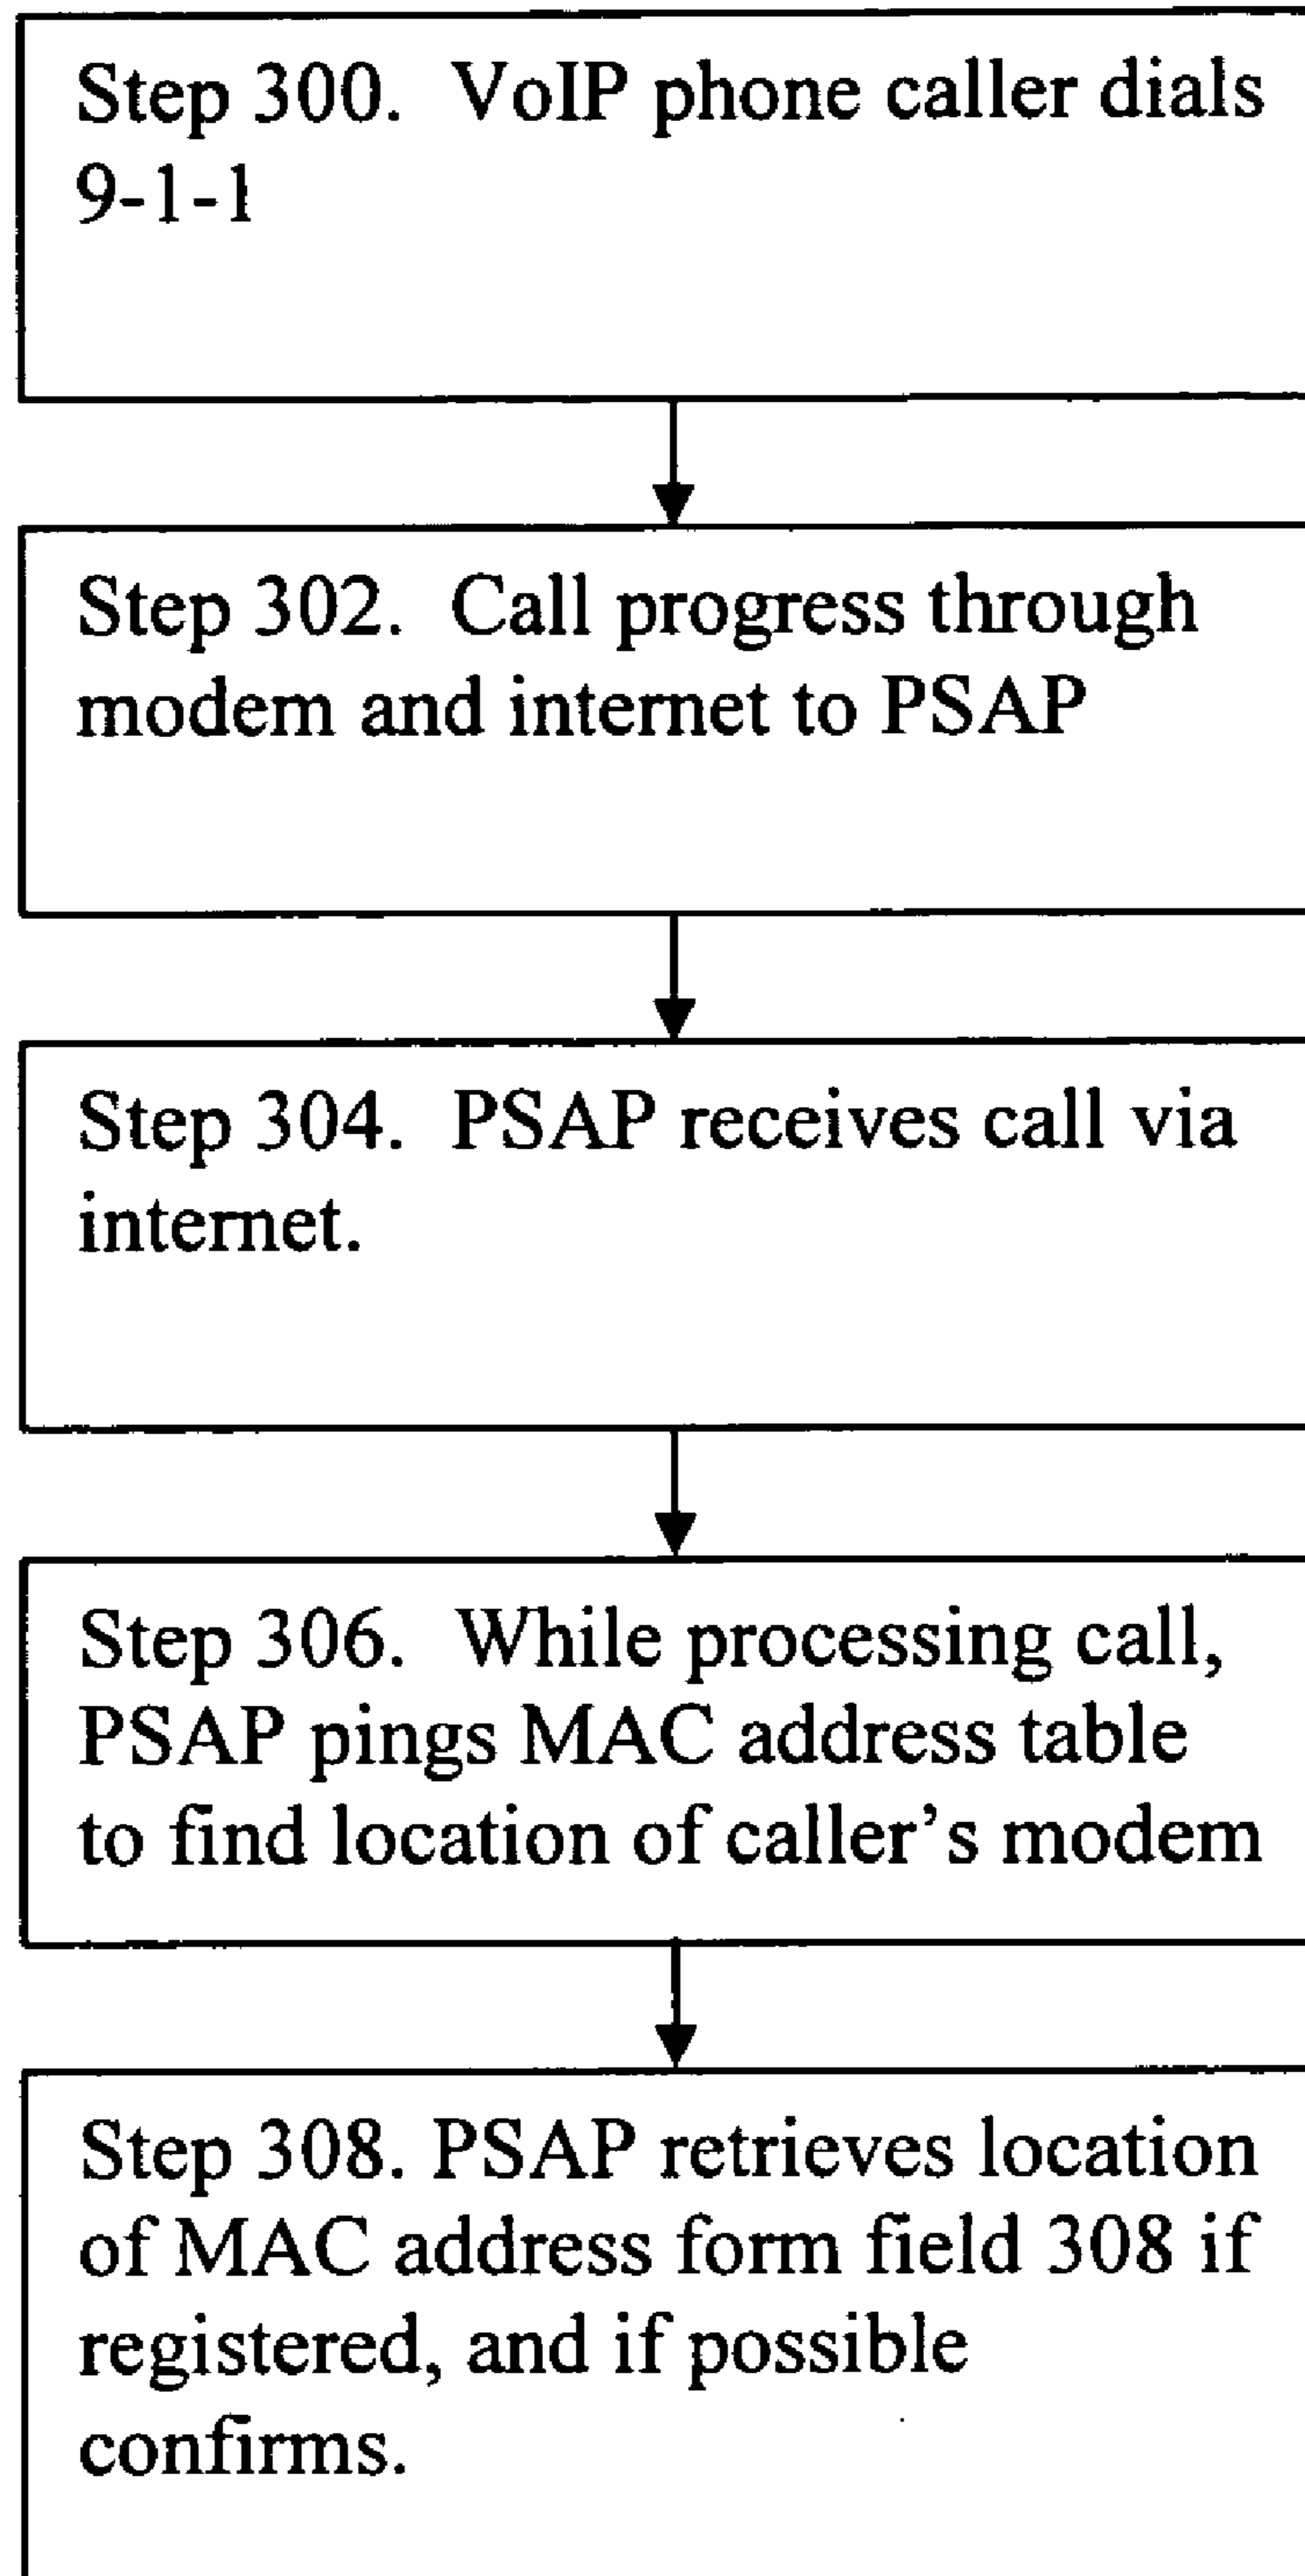 Step 300.  VoIP phone caller dials
9-1-1
Step 302.  Call progress through
modem and internet to PSAP
Step 304.  PSAP receives call via
internet.
Step 306.  While processing call,
PSAP pings MAC address table
to find location of caller’s modem
Step 308. PSAP retrieves location
of MAC address form field 308 if
registered, and if possible
confirms.